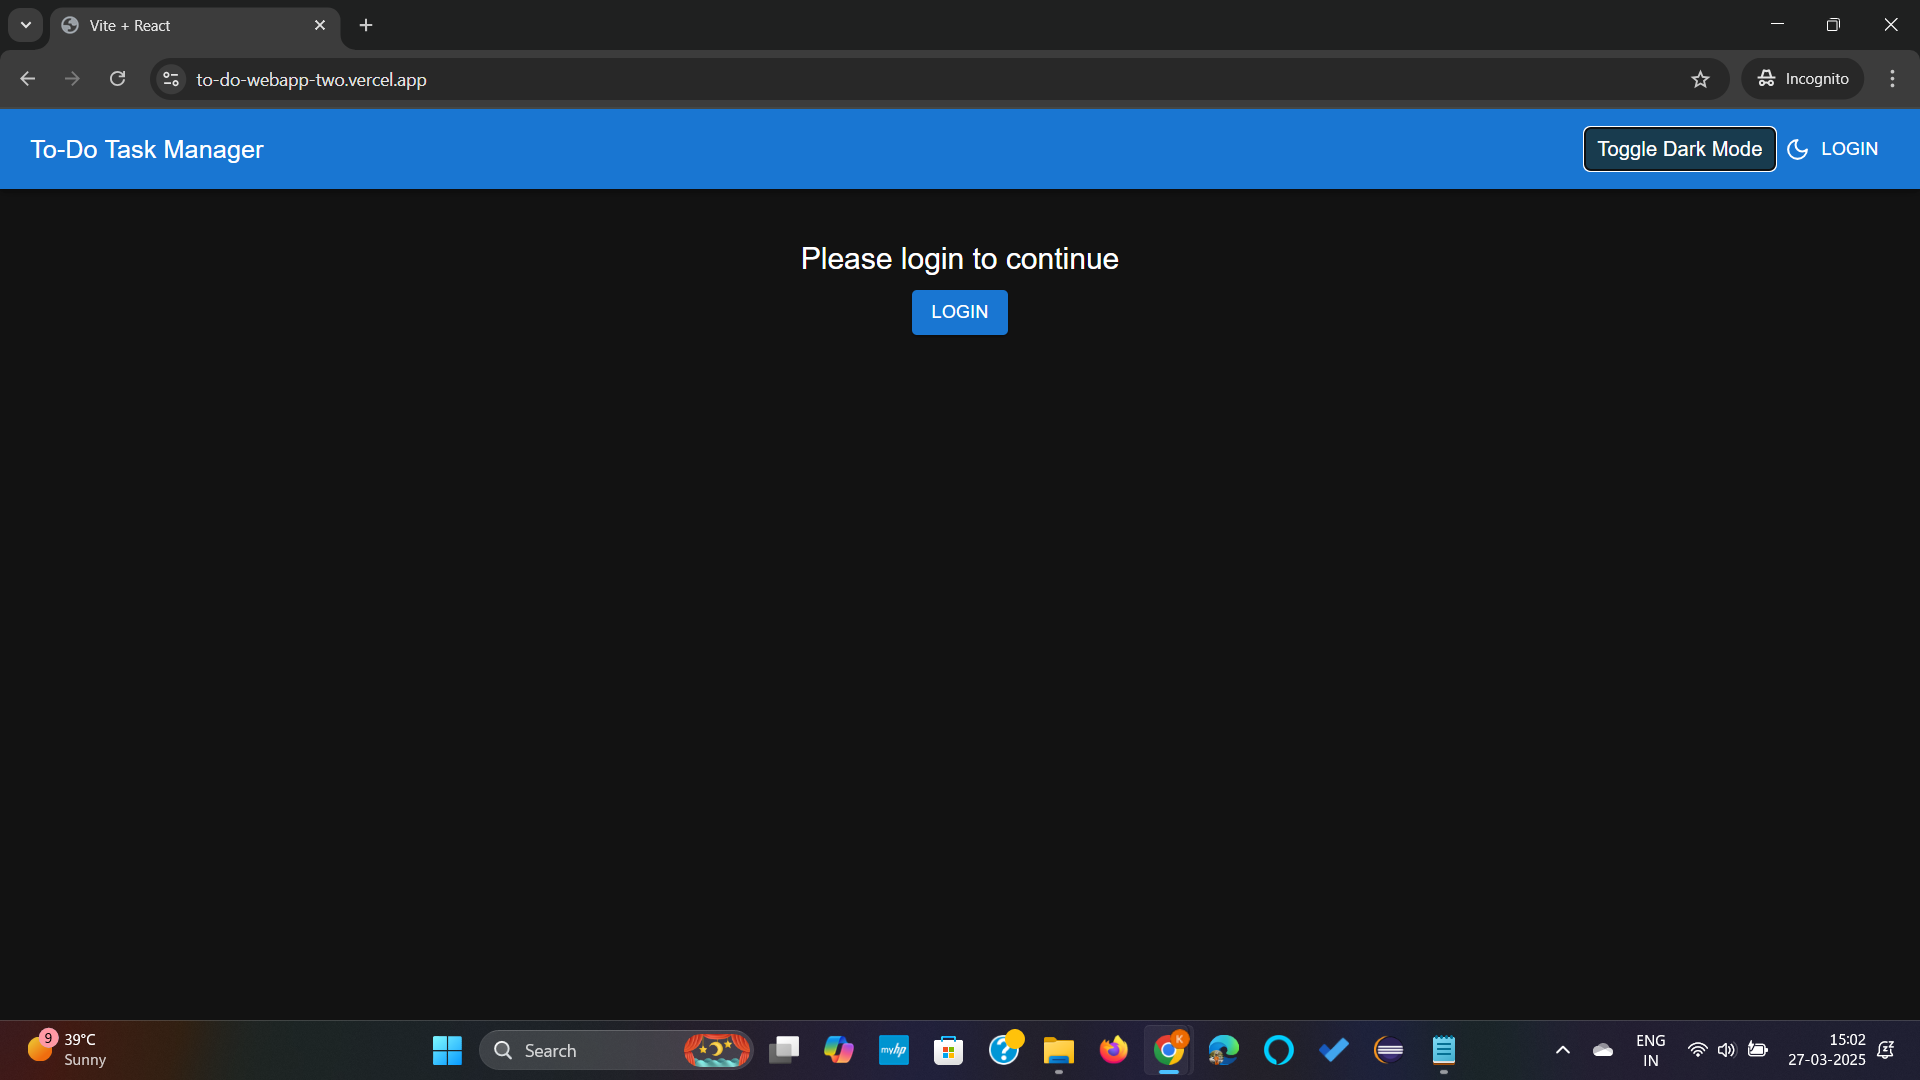 Vite + React
to-do-webapp-two.vercel.app
Incognito
To-Do Task Manager
Toggle Dark Mode
LOGIN
Please login to continue
LOGIN
9
39°C
Sunny
Search
myhp
K
ENG
IN
15:02
27-03-2025